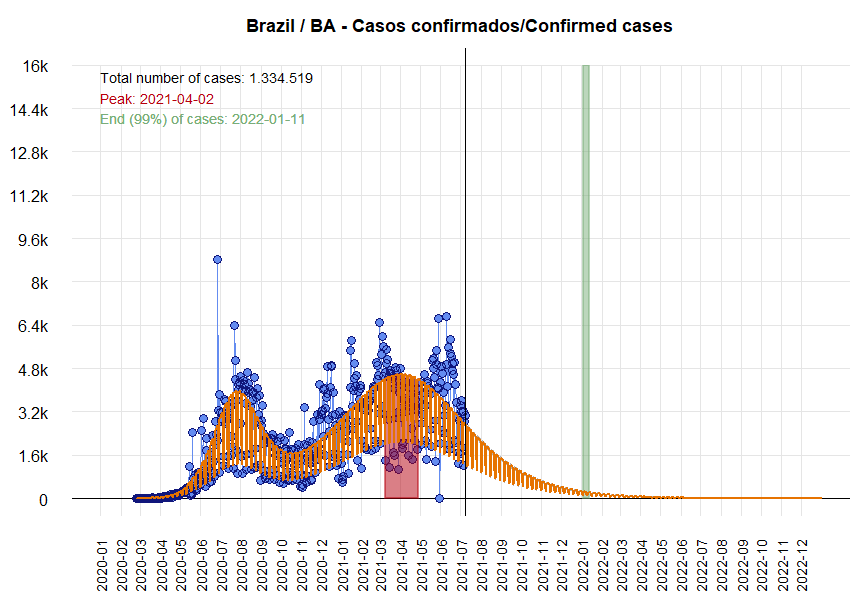 Brazil / BA - Casos confirmados/Confirmed cases
Total number of cases: 1.334.519
Peak: 2021-04-02
End (99%) of cases: 2022-01-11
16k
14.4k
12.8k
11.2k
9.6k
8k
6.4k
4.8k
3.2k
1.6k
0
2020-01
2020-02
2020-03
2020-04
2020-05
2020-06
2020-07
2020-08
2020-09
2020-10
2020-11
2020-12
2021-01
2021-02
2021-03
2021-04
2021-05
2021-06
2021-07
2021-08
2021-09
2021-10
2021-11
2021-12
2022-01
2022-02
2022-03
2022-04
2022-05
2022-06
2022-07
2022-08
2022-09
2022-10
2022-11
2022-12